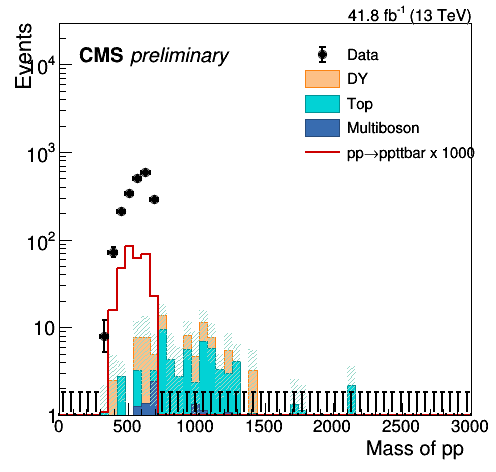 41.8 fb⁻¹ (13 TeV)
Events
CMS preliminary
Data
DY
Top
Multiboson
pp→ppttbar x 1000
10⁴
10³
10²
10
1
0 500 1000 1500 2000 2500 3000
Mass of pp